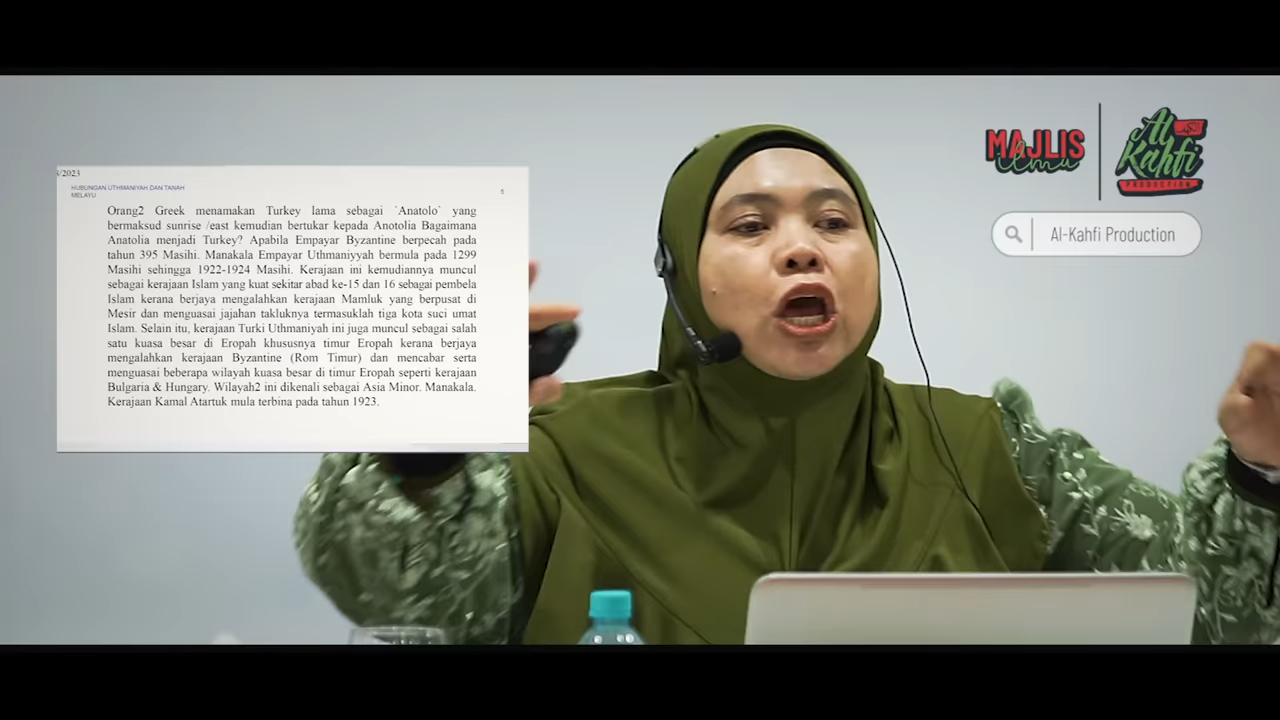 /2023
HUBUNGAN UTHMANIYAH DAN TANAH
MELAYU
5
Orang2 Greek menamakan Turkey lama sebagai `Anatolo` yang
bermaksud sunrise /east kemudian bertukar kepada Anotolia Bagaimana
Anatolia menjadi Turkey? Apabila Empayar Byzantine berpecah pada
tahun 395 Masihi. Manakala Empayar Uthmaniyyah bermula pada 1299
Masihi sehingga 1922-1924 Masihi. Kerajaan ini kemudiannya muncul
sebagai kerajaan Islam yang kuat sekitar abad ke-15 dan 16 sebagai pembela
Islam kerana berjaya mengalahkan kerajaan Mamluk yang berpusat di
Mesir dan menguasai jajahan takluknya termasuklah tiga kota suci umat
Islam. Selain itu, kerajaan Turki Uthmaniyah ini juga muncul sebagai salah
satu kuasa besar di Eropah khususnya timur Eropah kerana berjaya
mengalahkan kerajaan Byzantine (Rom Timur) dan mencabar serta
menguasai beberapa wilayah kuasa besar di timur Eropah seperti kerajaan
Bulgaria & Hungary. Wilayah2 ini dikenali sebagai Asia Minor. Manakala.
Kerajaan Kamal Atartuk mula terbina pada tahun 1923.
MAJLIS
ilmu
Al
Kahfi
PRODUCTION
Al-Kahfi Production